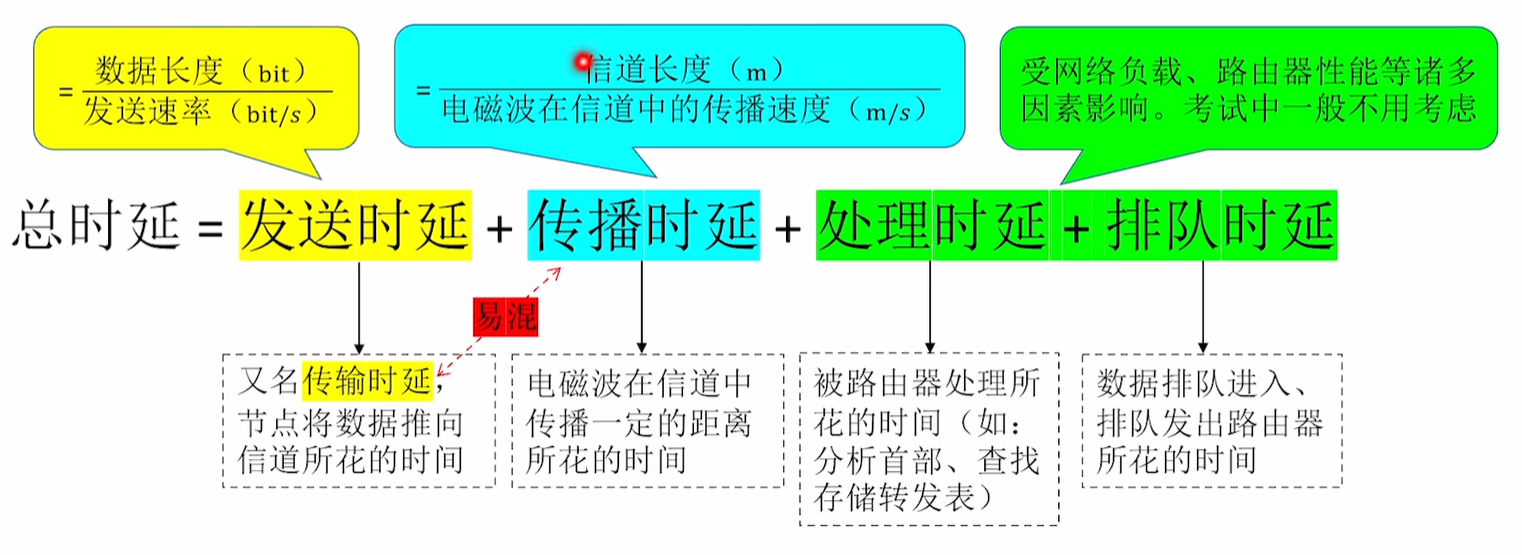 = 数据长度（bit）
发送速率（bit/s）
= 信道长度（m）
电磁波在信道中的传播速度（m/s）
受网络负载、路由器性能等诸多
因素影响。考试中一般不用考虑
总时延 = 发送时延 + 传播时延 + 处理时延 + 排队时延
易混
又名传输时延，
节点将数据推向
信道所花的时间
电磁波在信道中
传播一定的距离
所花的时间
被路由器处理所
花的时间（如：
分析首部、查找
存储转发表）
数据排队进入、
排队发出路由器
所花的时间